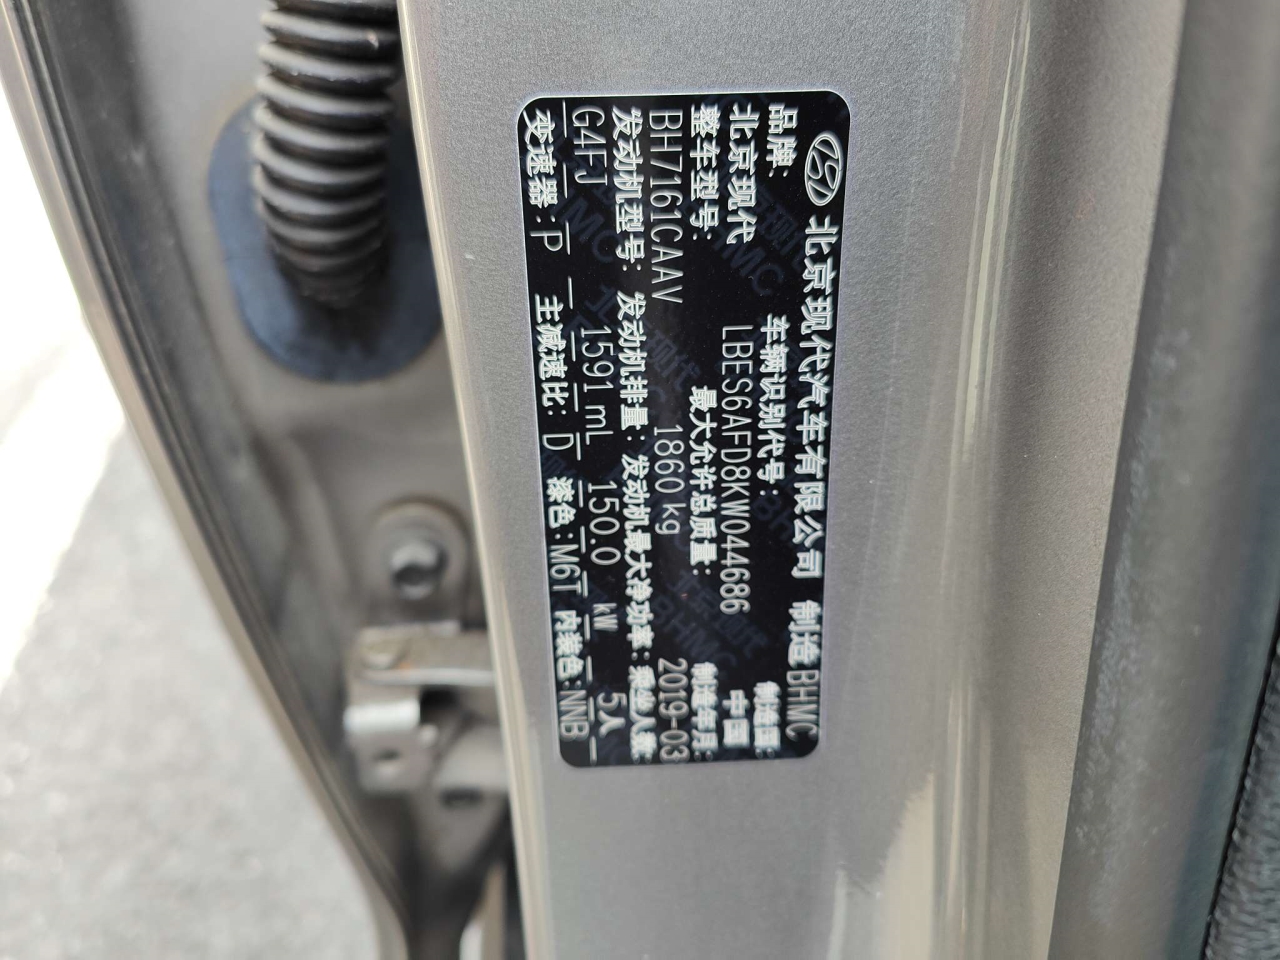 北京现代汽车有限公司 制造 BHMC
品牌: 车辆识别代号: 制造国:
北京现代 LBES6AFD8KW044686 中国
整车型号: 最大允许总质量: 制造年月:
BH7161CAAV 1860 kg 2019-03
发动机型号: 发动机排量: 发动机最大净功率: 乘坐人数:
G4FJ 1591 mL 150.0 kW 5人
变速器: P 主减速比: D 漆色: M6T 内装色: NNB